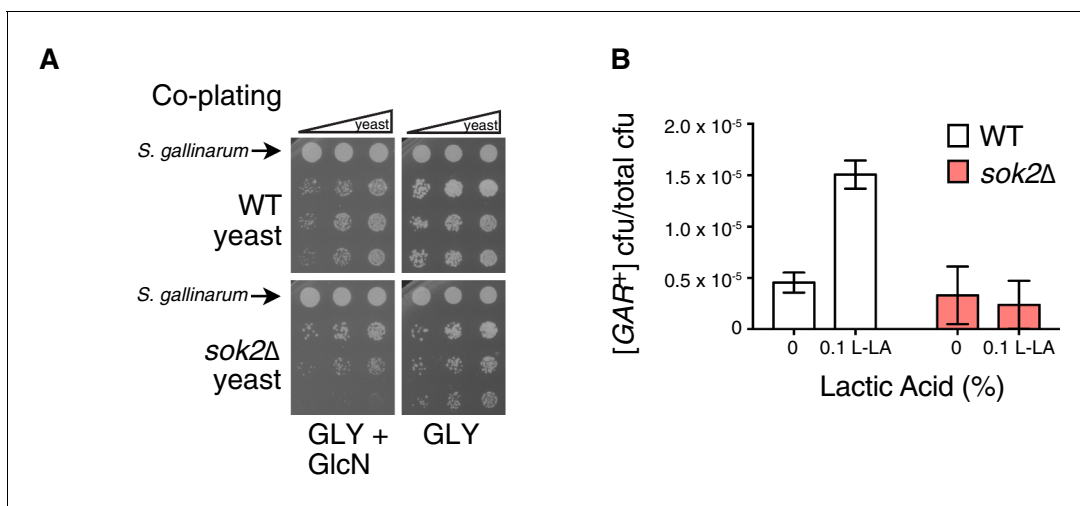 A
Co-plating
yeast
yeast
S. gallinarum
WT
yeast
S. gallinarum
sok2Δ
yeast
GLY +
GlcN
GLY
B
[GAR+] cfu/total cfu
2.0 x 10-5
1.5 x 10-5
1.0 x 10-5
0.5 x 10-5
0
WT
sok2Δ
0
0.1 L-LA
0
0.1 L-LA
Lactic Acid (%)